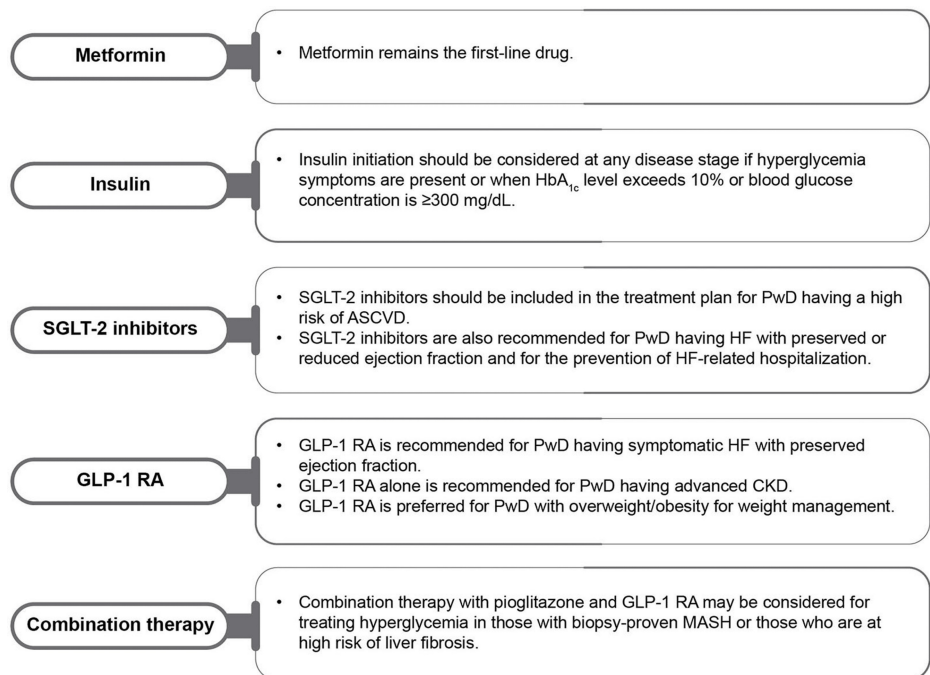 Metformin
• Metformin remains the first-line drug.
Insulin
• Insulin initiation should be considered at any disease stage if hyperglycemia
symptoms are present or when HbA1c level exceeds 10% or blood glucose
concentration is ≥300 mg/dL.
SGLT-2 inhibitors
• SGLT-2 inhibitors should be included in the treatment plan for PwD having a high
risk of ASCVD.
• SGLT-2 inhibitors are also recommended for PwD having HF with preserved or
reduced ejection fraction and for the prevention of HF-related hospitalization.
GLP-1 RA
• GLP-1 RA is recommended for PwD having symptomatic HF with preserved
ejection fraction.
• GLP-1 RA alone is recommended for PwD having advanced CKD.
• GLP-1 RA is preferred for PwD with overweight/obesity for weight management.
Combination therapy
• Combination therapy with pioglitazone and GLP-1 RA may be considered for
treating hyperglycemia in those with biopsy-proven MASH or those who are at
high risk of liver fibrosis.